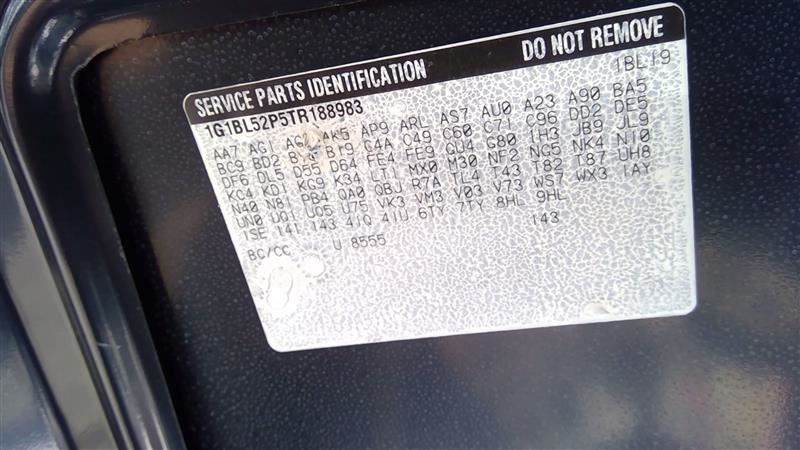 SERVICE PARTS IDENTIFICATION DO NOT REMOVE
1G1BL52P5TR188983 1BL19
AA7 AG1 AG2 AK5 AP9 ARL AS7 AU0 A23 A90 BA5
BC9 BD2 B19 C4A C49 C60 C71 C96 DD2 DE5
DF6 DL5 D55 D64 FE4 FE9 GU4 G80 1H3 JB9 JL9
KC4 KD1 KG9 K34 LT1 MX0 M30 NF2 NC5 NK4 N10
N40 N81 PB4 QA0 QBJ R7A TL4 T43 T82 T87 UH8
UN0 UQ1 UQ5 U75 VK3 VM3 V03 V73 WS7 WX3 1AY
1SE 141 143 41Q 41U 6TY 7TY 8HL 9HL
BC/CC U 8555 143